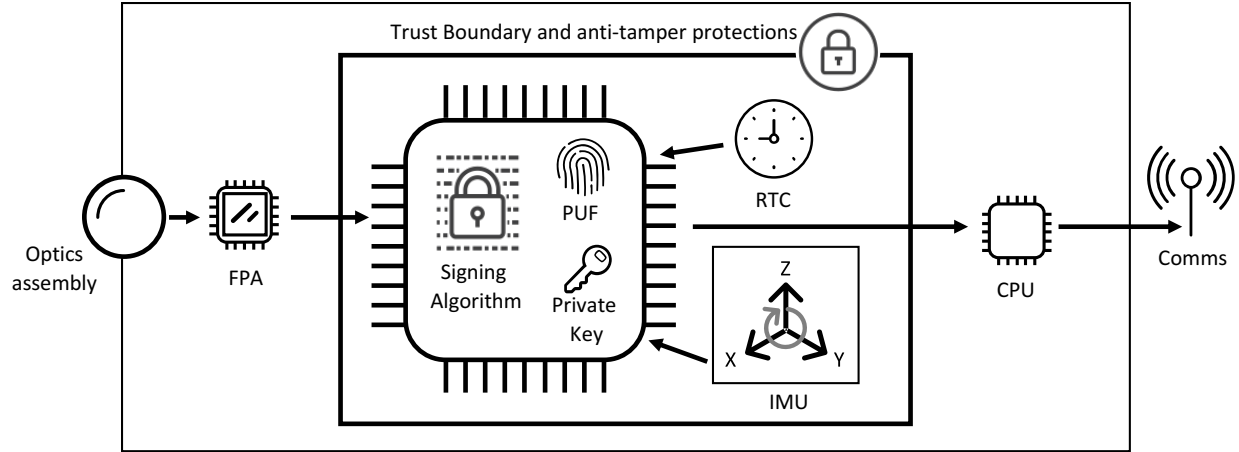 Trust Boundary and anti-tamper protections
Optics
assembly
FPA
Signing
Algorithm
PUF
Private
Key
RTC
Z
X
Y
IMU
CPU
Comms